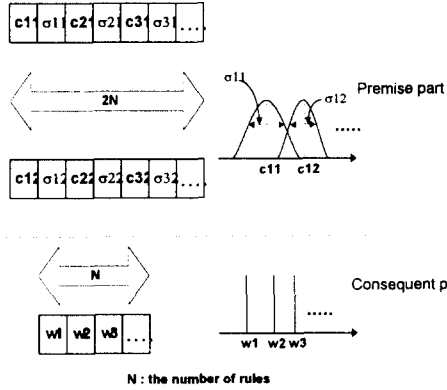 c11 σ11 c21 σ21 c31 σ31 ....
2N
σ11
σ12
Premise part
.....
c11 c12
c12 σ12 c22 σ22 c32 σ32 ....
N
Consequent p
.....
w1 w2 w3 ....
w1 w2 w3
N : the number of rules